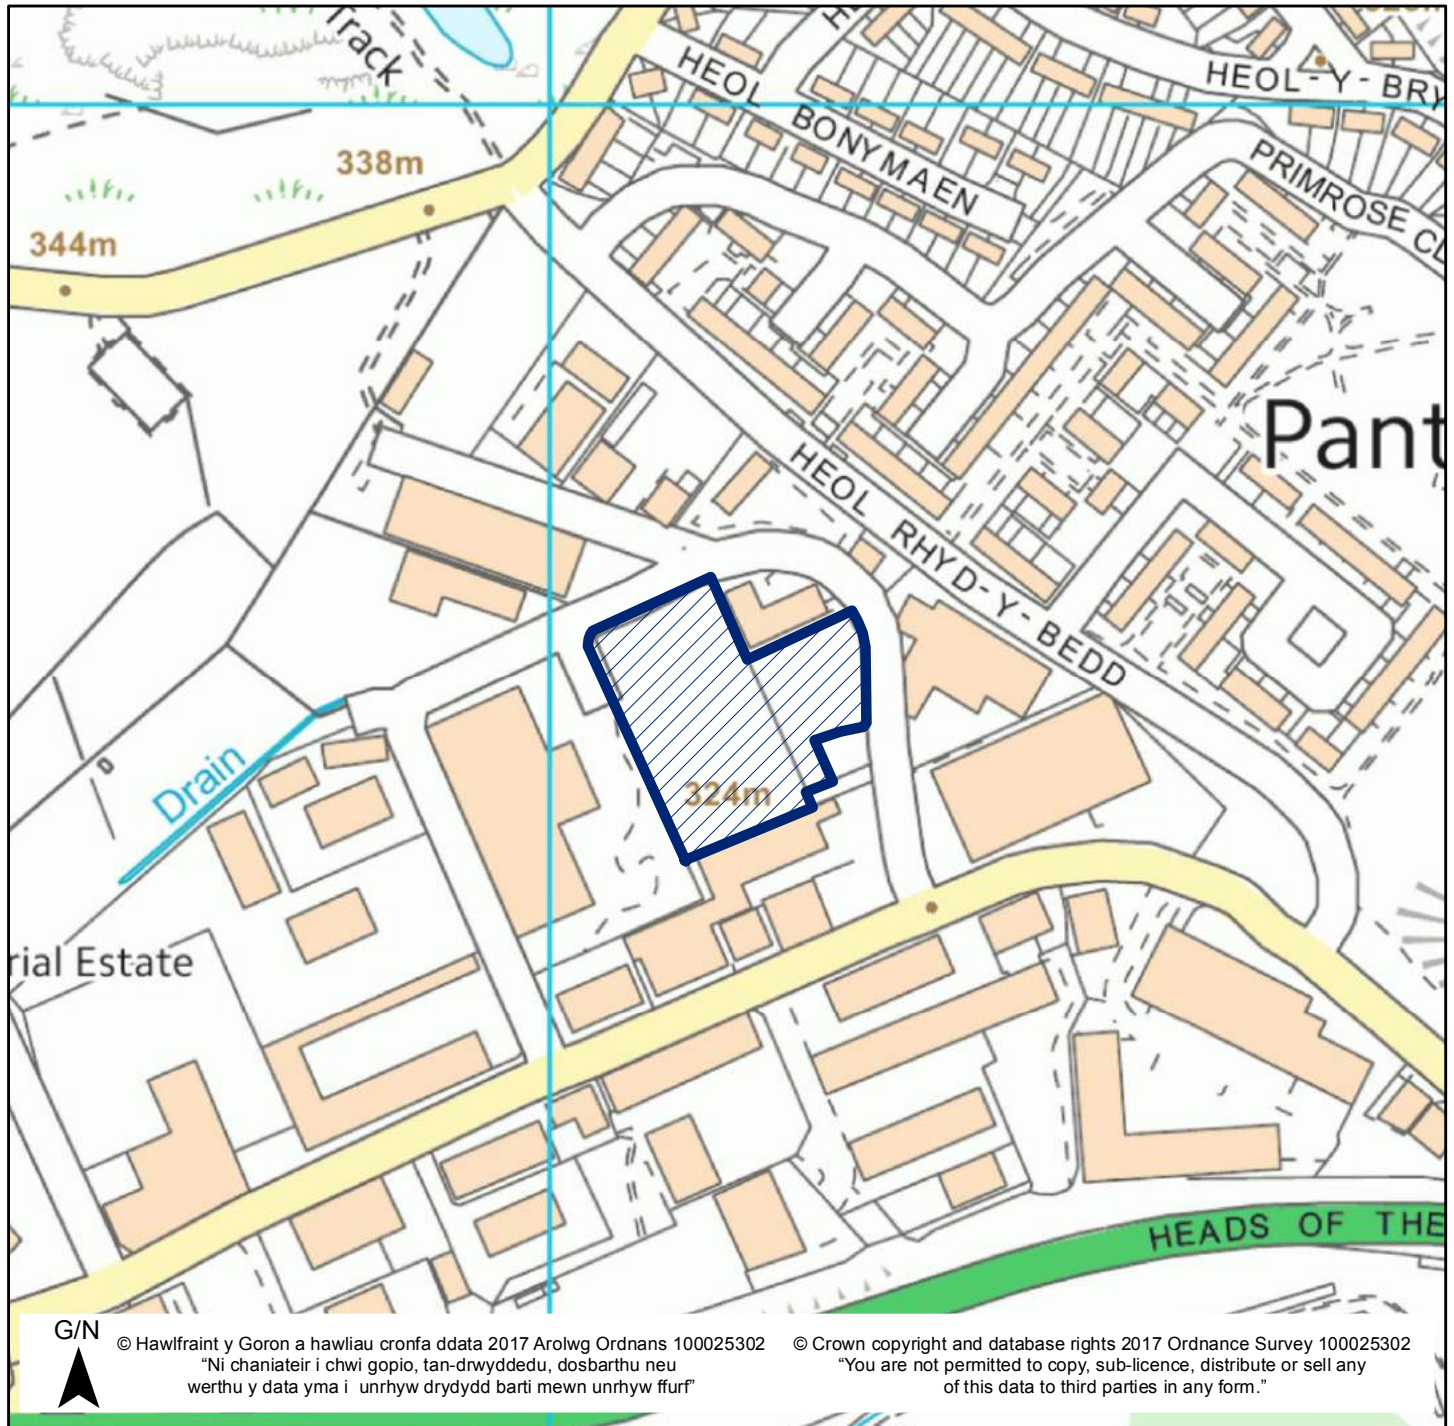 Track
HEOL BONYMAEN
HEOL-Y-BRY
PRIMROSE CL
338m
344m
Pant
HEOL RHYD-Y-BEDD
324m
Drain
rial Estate
HEADS OF THE
G/N
© Hawlfraint y Goron a hawliau cronfa ddata 2017 Arolwg Ordnans 100025302
“Ni chaniateir i chwi gopio, tan-drwyddedu, dosbarthu neu
werthu y data yma i unrhyw drydydd barti mewn unrhyw ffurf”
© Crown copyright and database rights 2017 Ordnance Survey 100025302
“You are not permitted to copy, sub-licence, distribute or sell any
of this data to third parties in any form.”